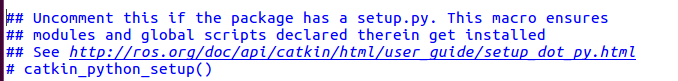 ## Uncomment this if the package has a setup.py. This macro ensures
## modules and global scripts declared therein get installed
## See http://ros.org/doc/api/catkin/html/user_guide/setup_dot_py.html
# catkin_python_setup()